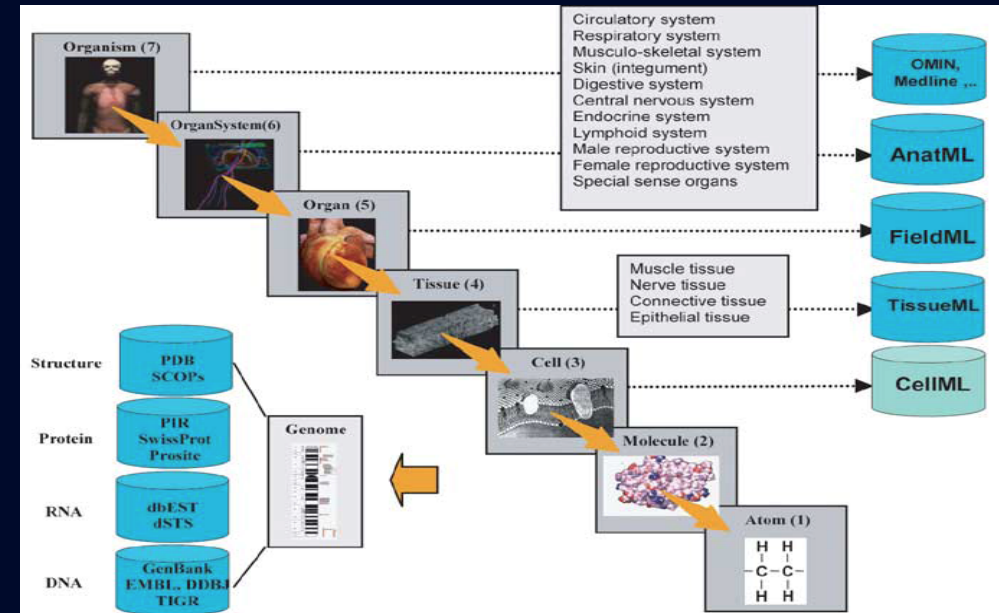 Organism (7)
OrganSystem(6)
Organ (5)
Tissue (4)
Cell (3)
Molecule (2)
Atom (1)
H H
C C
H H
Circulatory system
Respiratory system
Musculo-skeletal system
Skin (integument)
Digestive system
Central nervous system
Endocrine system
Lymphoid system
Male reproductive system
Female reproductive system
Special sense organs
Muscle tissue
Nerve tissue
Connective tissue
Epithelial tissue
OMIN,
Medline ,..
AnatML
FieldML
TissueML
CellML
Structure
PDB
SCOPs
Protein
PIR
SwissProt
Prosite
RNA
dbEST
dSTS
DNA
GenBank
EMBL, DDBJ
TIGR
Genome